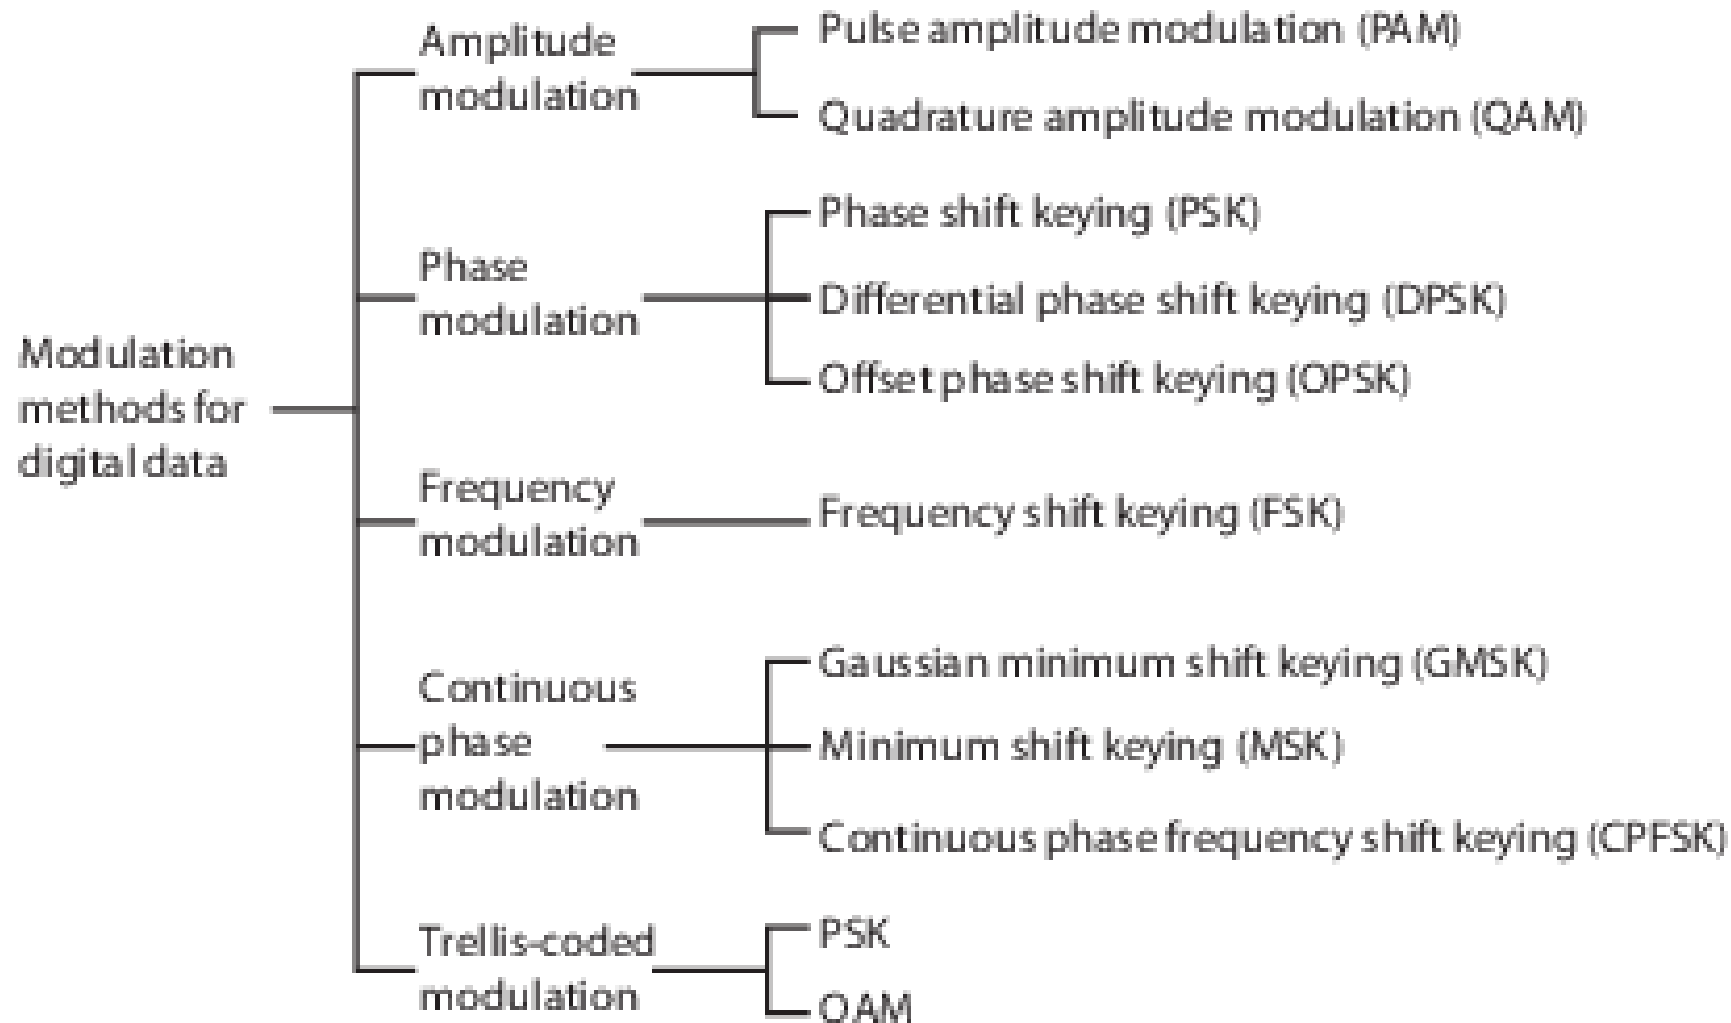 Amplitude
modulation
Pulse amplitude modulation (PAM)
Quadrature amplitude modulation (QAM)
Phase
modulation
Phase shift keying (PSK)
Differential phase shift keying (DPSK)
Offset phase shift keying (OPSK)
Modulation
methods for
digital data
Frequency
modulation
Frequency shift keying (FSK)
Continuous
phase
modulation
Gaussian minimum shift keying (GMSK)
Minimum shift keying (MSK)
Continuous phase frequency shift keying (CPFSK)
Trellis-coded
modulation
PSK
QAM